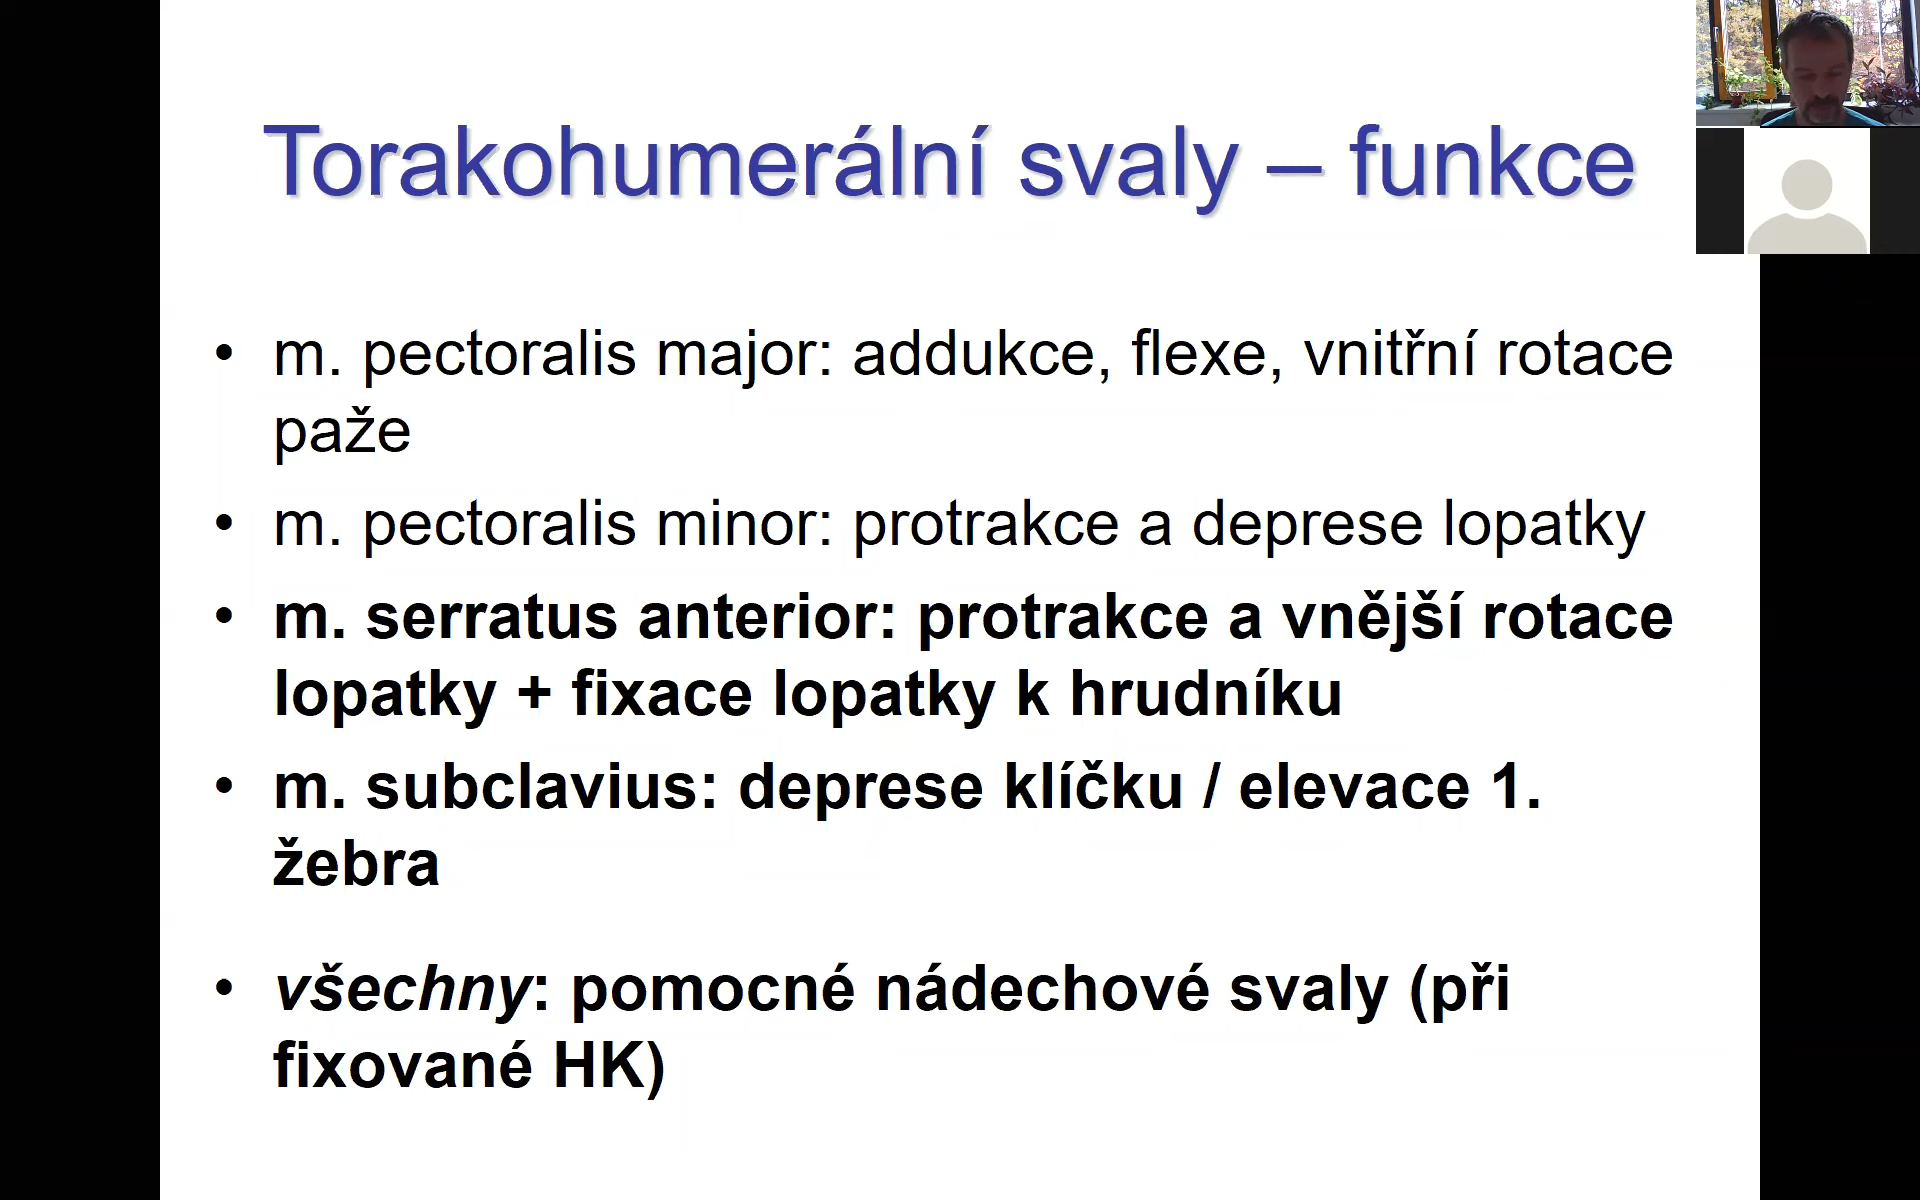 Torakohumerální svaly – funkce
• m. pectoralis major: addukce, flexe, vnitřní rotace
paže
• m. pectoralis minor: protrakce a deprese lopatky
• m. serratus anterior: protrakce a vnější rotace
lopatky + fixace lopatky k hrudníku
• m. subclavius: deprese klíčku / elevace 1.
žebra
• všechny: pomocné nádechové svaly (při
fixované HK)